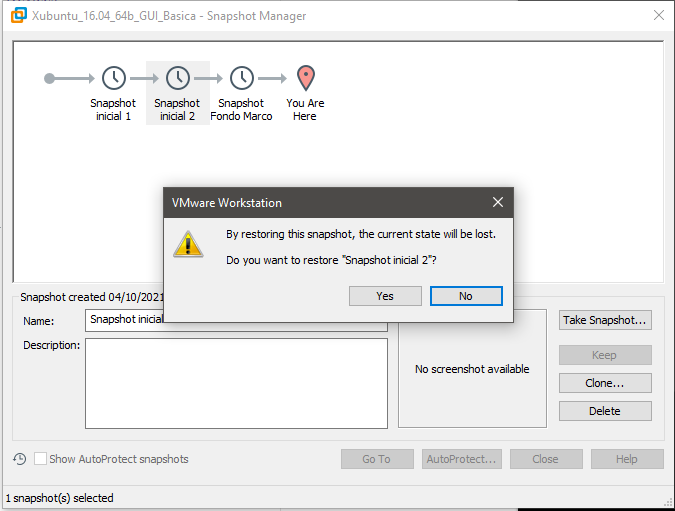 Xubuntu_16.04_64b_GUI_Basica - Snapshot Manager
Snapshot
inicial 1
Snapshot
inicial 2
Snapshot
Fondo Marco
You Are
Here
VMware Workstation
By restoring this snapshot, the current state will be lost.
Do you want to restore "Snapshot inicial 2"?
Yes
No
Snapshot created 04/10/2021
Name:
Snapshot inicial
Description:
No screenshot available
Take Snapshot...
Keep
Clone...
Delete
Show AutoProtect snapshots
Go To
AutoProtect...
Close
Help
1 snapshot(s) selected